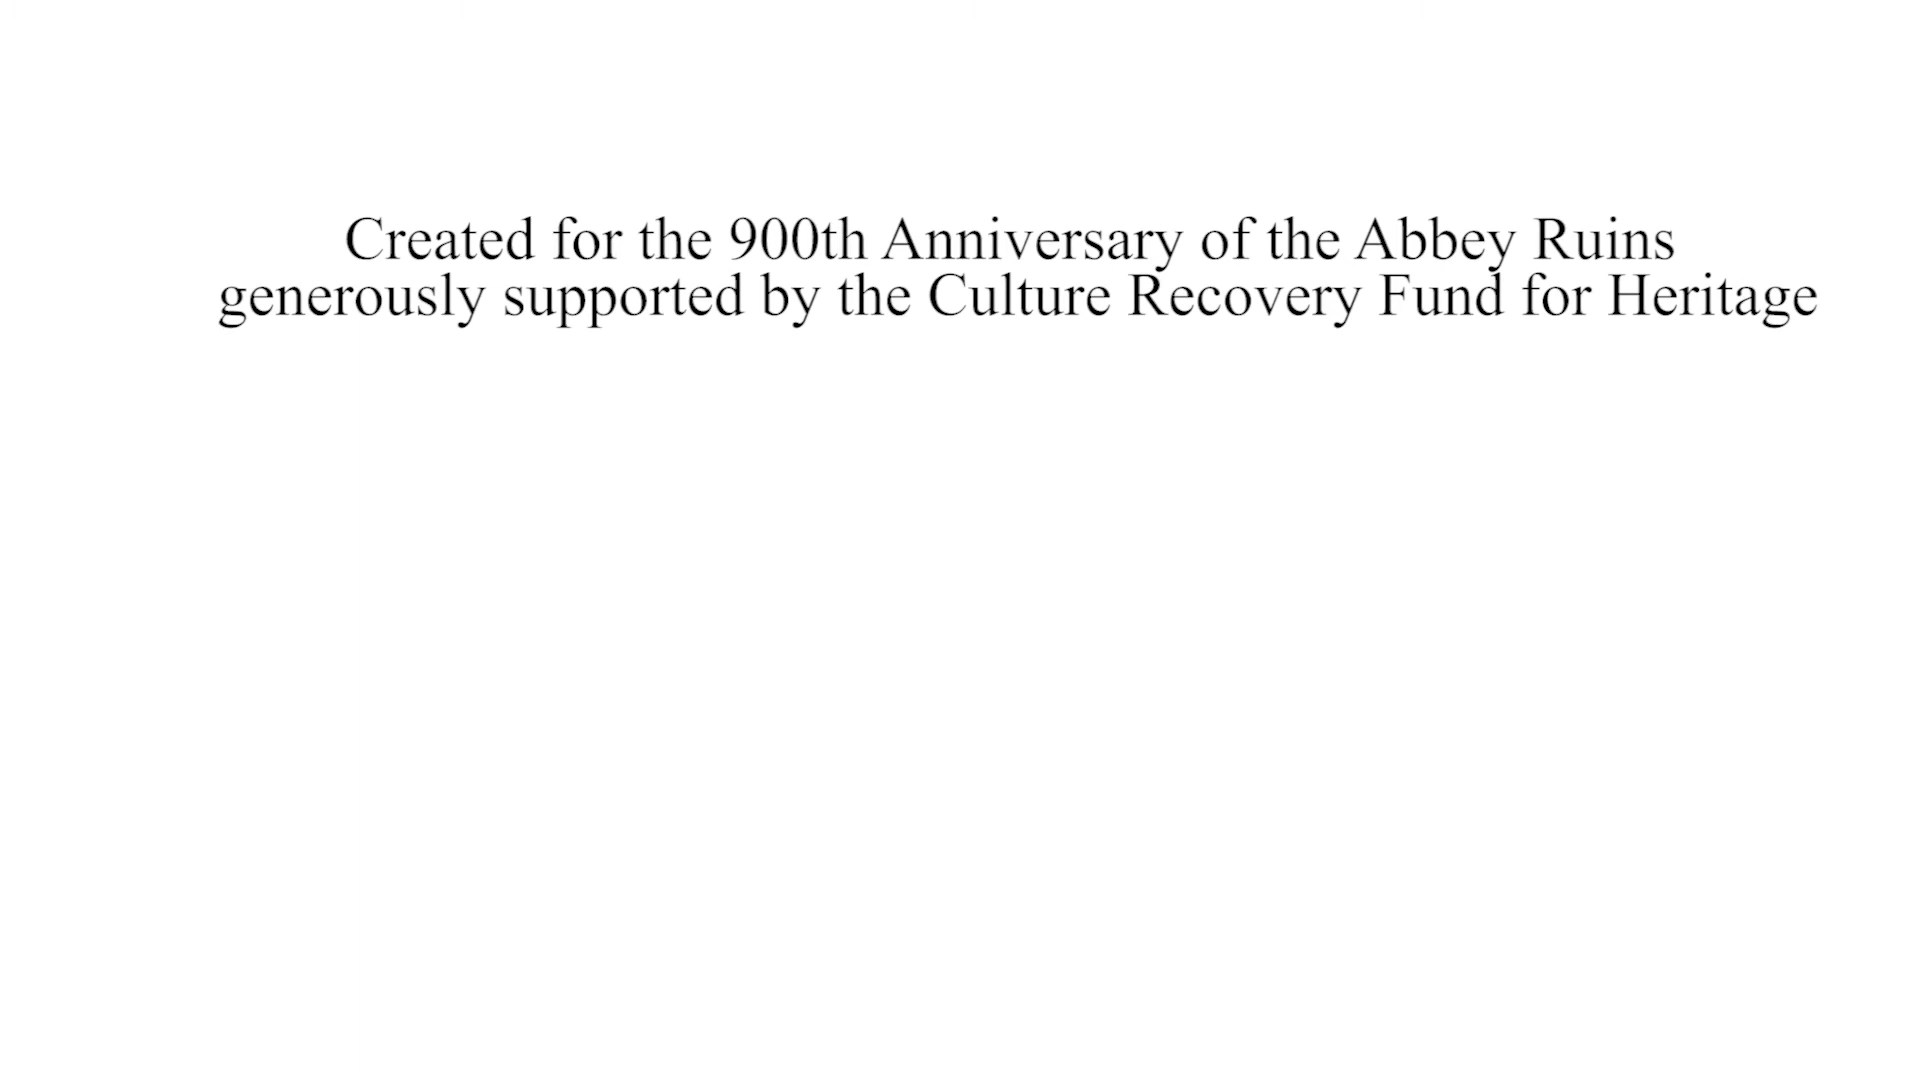 Created for the 900th Anniversary of the Abbey Ruins
generously supported by the Culture Recovery Fund for Heritage